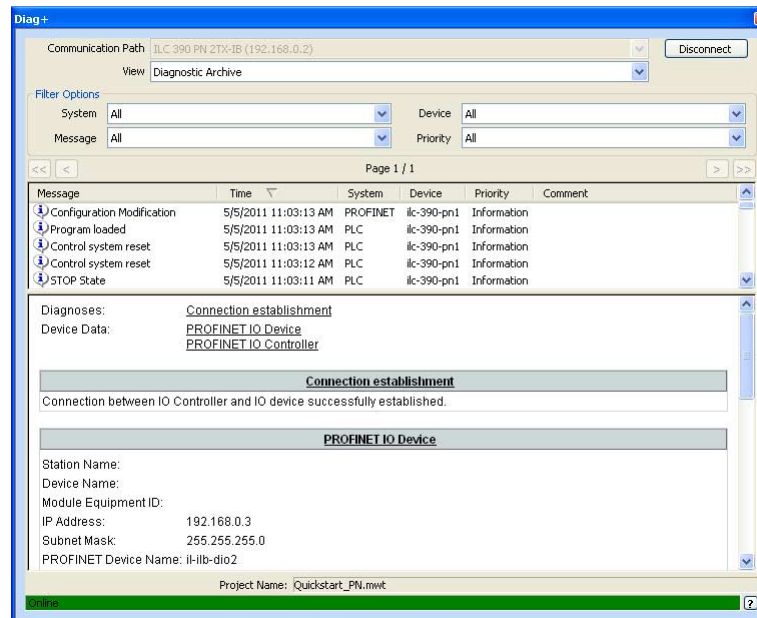 Diag+
Communication Path ILC 390 PN 2TX-IB (192.168.0.2) Disconnect
View Diagnostic Archive
Filter Options
System All Device All
Message All Priority All
<< < Page 1 / 1 > >>
Message Time System Device Priority Comment
Configuration Modification 5/5/2011 11:03:13 AM PROFINET ilc-390-pn1 Information
Program loaded 5/5/2011 11:03:13 AM PLC ilc-390-pn1 Information
Control system reset 5/5/2011 11:03:13 AM PLC ilc-390-pn1 Information
Control system reset 5/5/2011 11:03:12 AM PLC ilc-390-pn1 Information
STOP State 5/5/2011 11:03:11 AM PLC ilc-390-pn1 Information
Diagnoses: Connection establishment
Device Data: PROFINET IO Device
PROFINET IO Controller
Connection establishment
Connection between IO Controller and IO device successfully established.
PROFINET IO Device
Station Name:
Device Name:
Module Equipment ID:
IP Address: 192.168.0.3
Subnet Mask: 255.255.255.0
PROFINET Device Name: il-ilb-dio2
Project Name: Quickstart_PN.mwt
Online ?